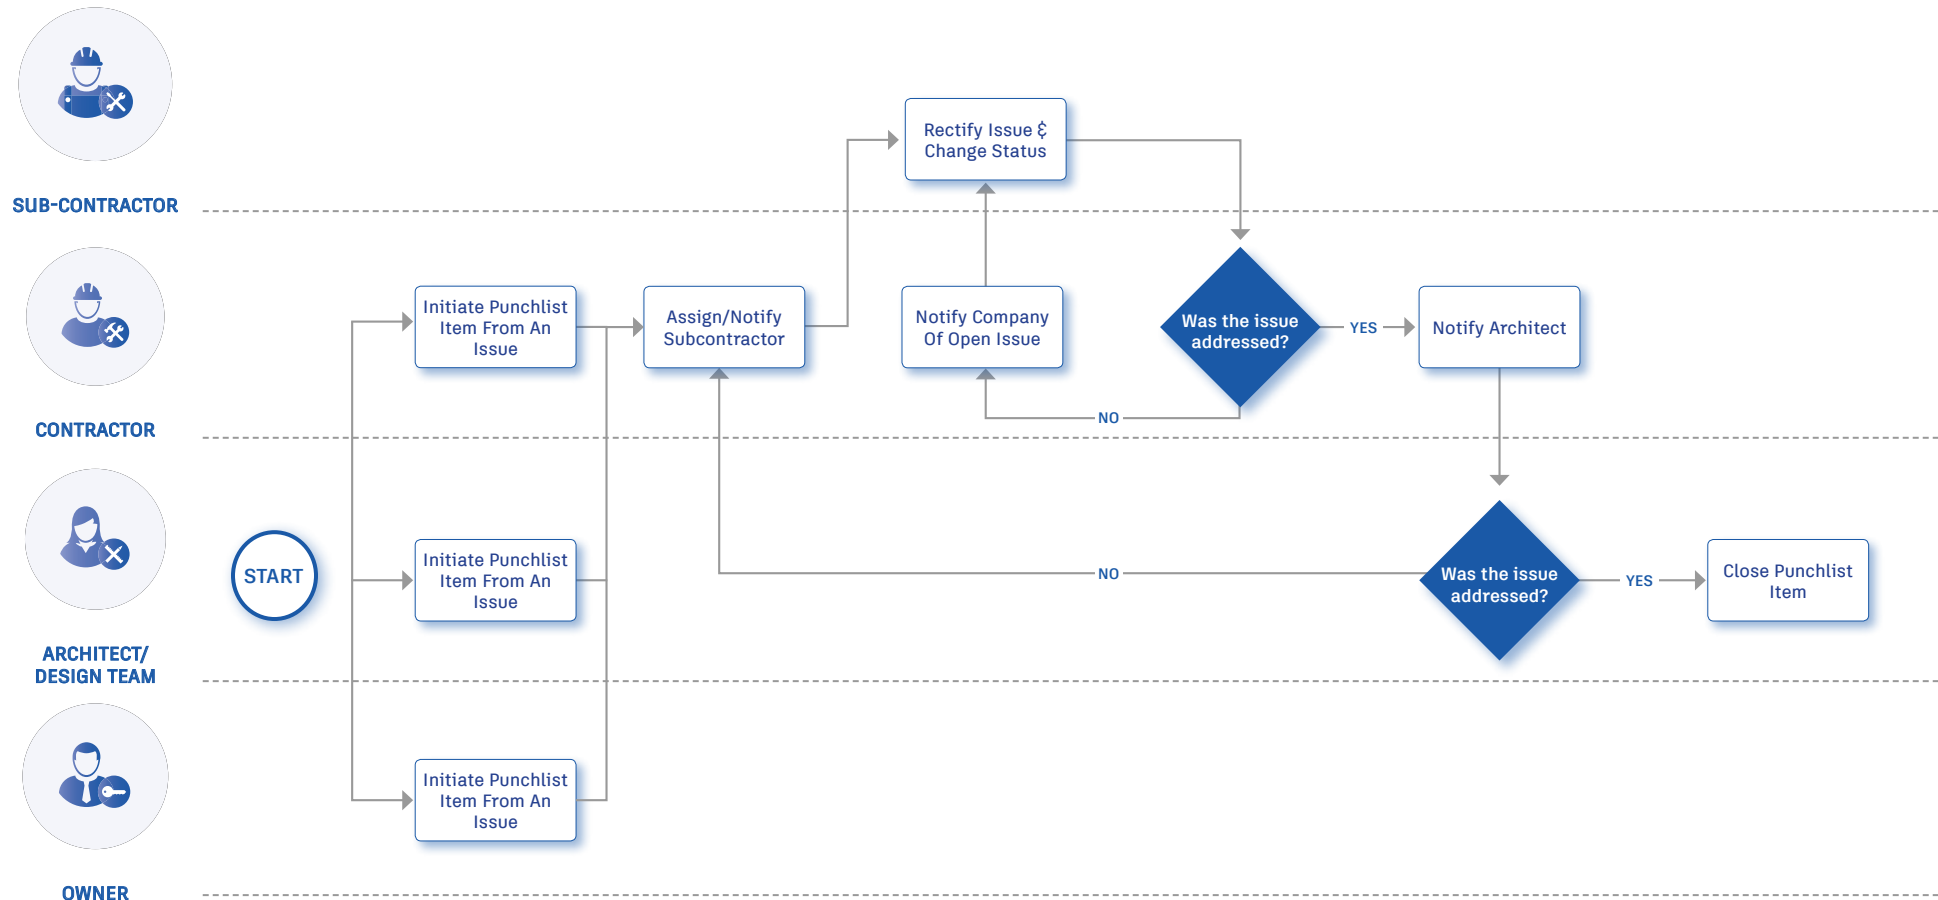 SUB-CONTRACTOR
Rectify Issue &
Change Status
CONTRACTOR
Initiate Punchlist
Item From An
Issue
Assign/Notify
Subcontractor
Notify Company
Of Open Issue
Was the issue
addressed?
YES
Notify Architect
NO
ARCHITECT/
DESIGN TEAM
START
Initiate Punchlist
Item From An
Issue
NO
Was the issue
addressed?
YES
Close Punchlist
Item
OWNER
Initiate Punchlist
Item From An
Issue